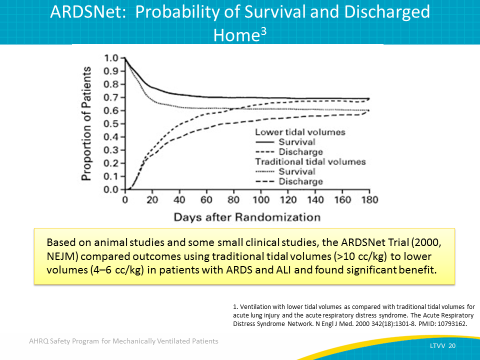 ARDSNet:  Probability of Survival and Discharged
Home3
Proportion of Patients
1.0
0.9
0.8
0.7
0.6
0.5
0.4
0.3
0.2
0.1
0.0
Lower tidal volumes
Survival
Discharge
Traditional tidal volumes
Survival
Discharge
0 20 40 60 80 100 120 140 160 180
Days after Randomization
Based on animal studies and some small clinical studies, the ARDSNet Trial (2000,
NEJM) compared outcomes using traditional tidal volumes (>10 cc/kg) to lower
volumes (4–6 cc/kg) in patients with ARDS and ALI and found significant benefit.
1. Ventilation with lower tidal volumes as compared with traditional tidal volumes for
acute lung injury and the acute respiratory distress syndrome. The Acute Respiratory
Distress Syndrome Network. N Engl J Med. 2000 342(18):1301-8. PMID: 10793162.
AHRQ Safety Program for Mechanically Ventilated Patients
LTVV 20